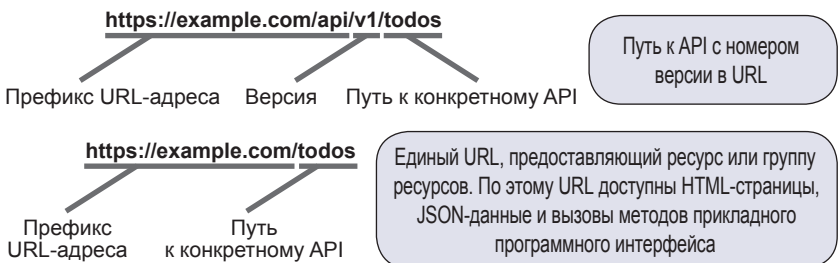 https://example.com/api/v1/todos
Префикс URL-адреса Версия Путь к конкретному API
Путь к API с номером
версии в URL
https://example.com/todos
Префикс
URL-адреса
Путь
к конкретному API
Единый URL, предоставляющий ресурс или группу
ресурсов. По этому URL доступны HTML-страницы,
JSON-данные и вызовы методов прикладного
программного интерфейса